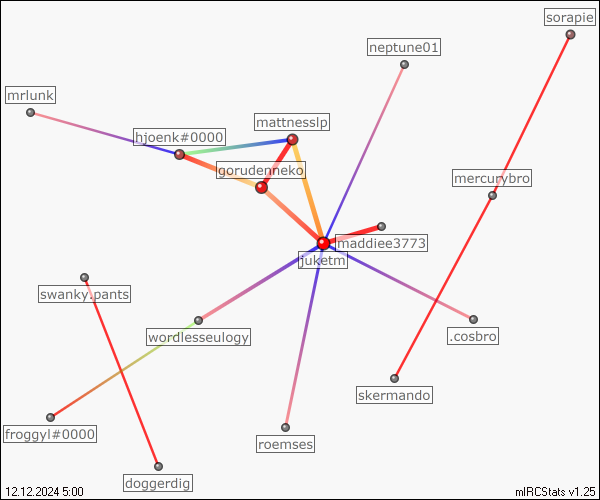 sorapie
neptune01
mrlunk
mattnesslp
hjoenk#0000
gorudenneko
mercurybro
maddiee3773
juketm
swanky.pants
wordlesseulogy
.cosbro
skermando
froggyl#0000
roemses
doggerdig
12.12.2024 5:00
mIRCStats v1.25